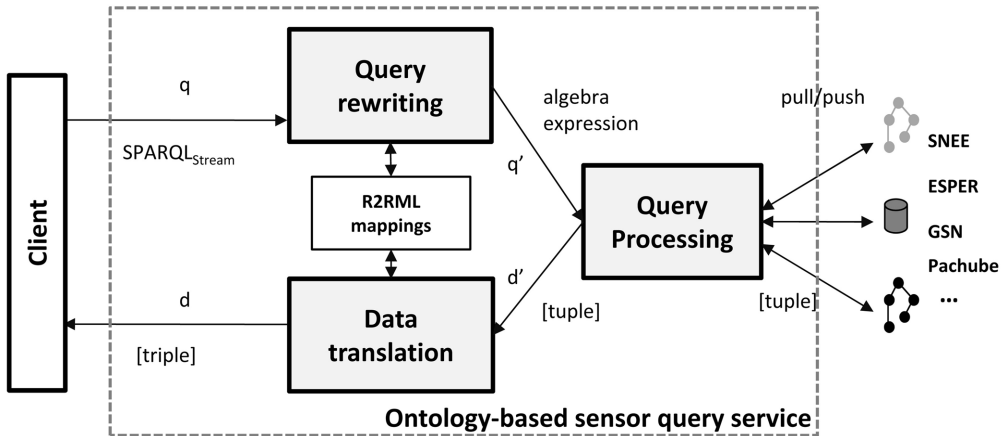 Client
q
SPARQLStream
Query
rewriting
algebra
expression
q’
R2RML
mappings
Query
Processing
pull/push
SNEE
ESPER
GSN
Pachube
...
d
[triple]
Data
translation
d’
[tuple]
[tuple]
Ontology-based sensor query service